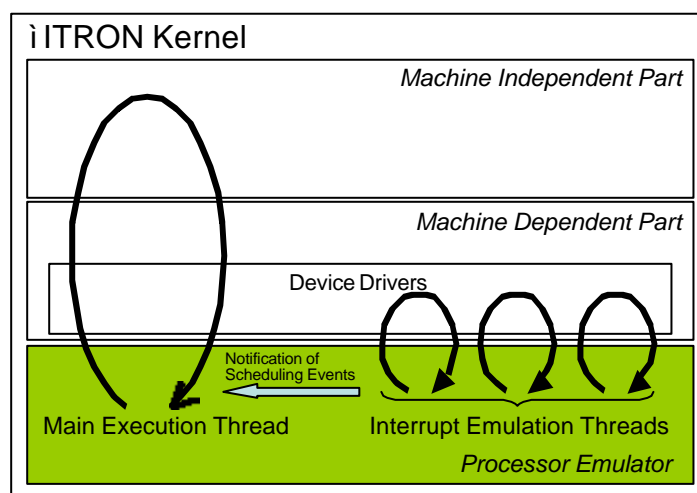 ìITRON Kernel
Machine Independent Part
Machine Dependent Part
Device Drivers
Notification of
Scheduling Events
Main Execution Thread
Interrupt Emulation Threads
Processor Emulator